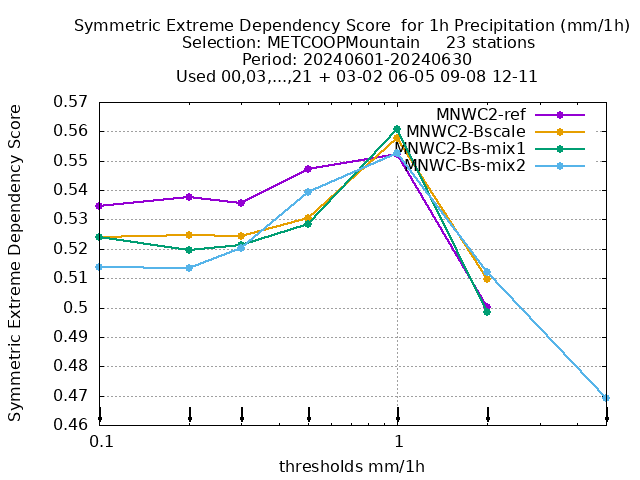 Symmetric Extreme Dependency Score  for 1h Precipitation (mm/1h)
Selection: METCOOPMountain     23 stations
Period: 20240601-20240630
Used 00,03,...,21 + 03-02 06-05 09-08 12-11
Symmetric Extreme Dependency Score
0.57
0.56
0.55
0.54
0.53
0.52
0.51
0.5
0.49
0.48
0.47
0.46
MNWC2-ref
MNWC2-Bscale
MNWC2-Bs-mix1
MNWC-Bs-mix2
0.1
1
thresholds mm/1h